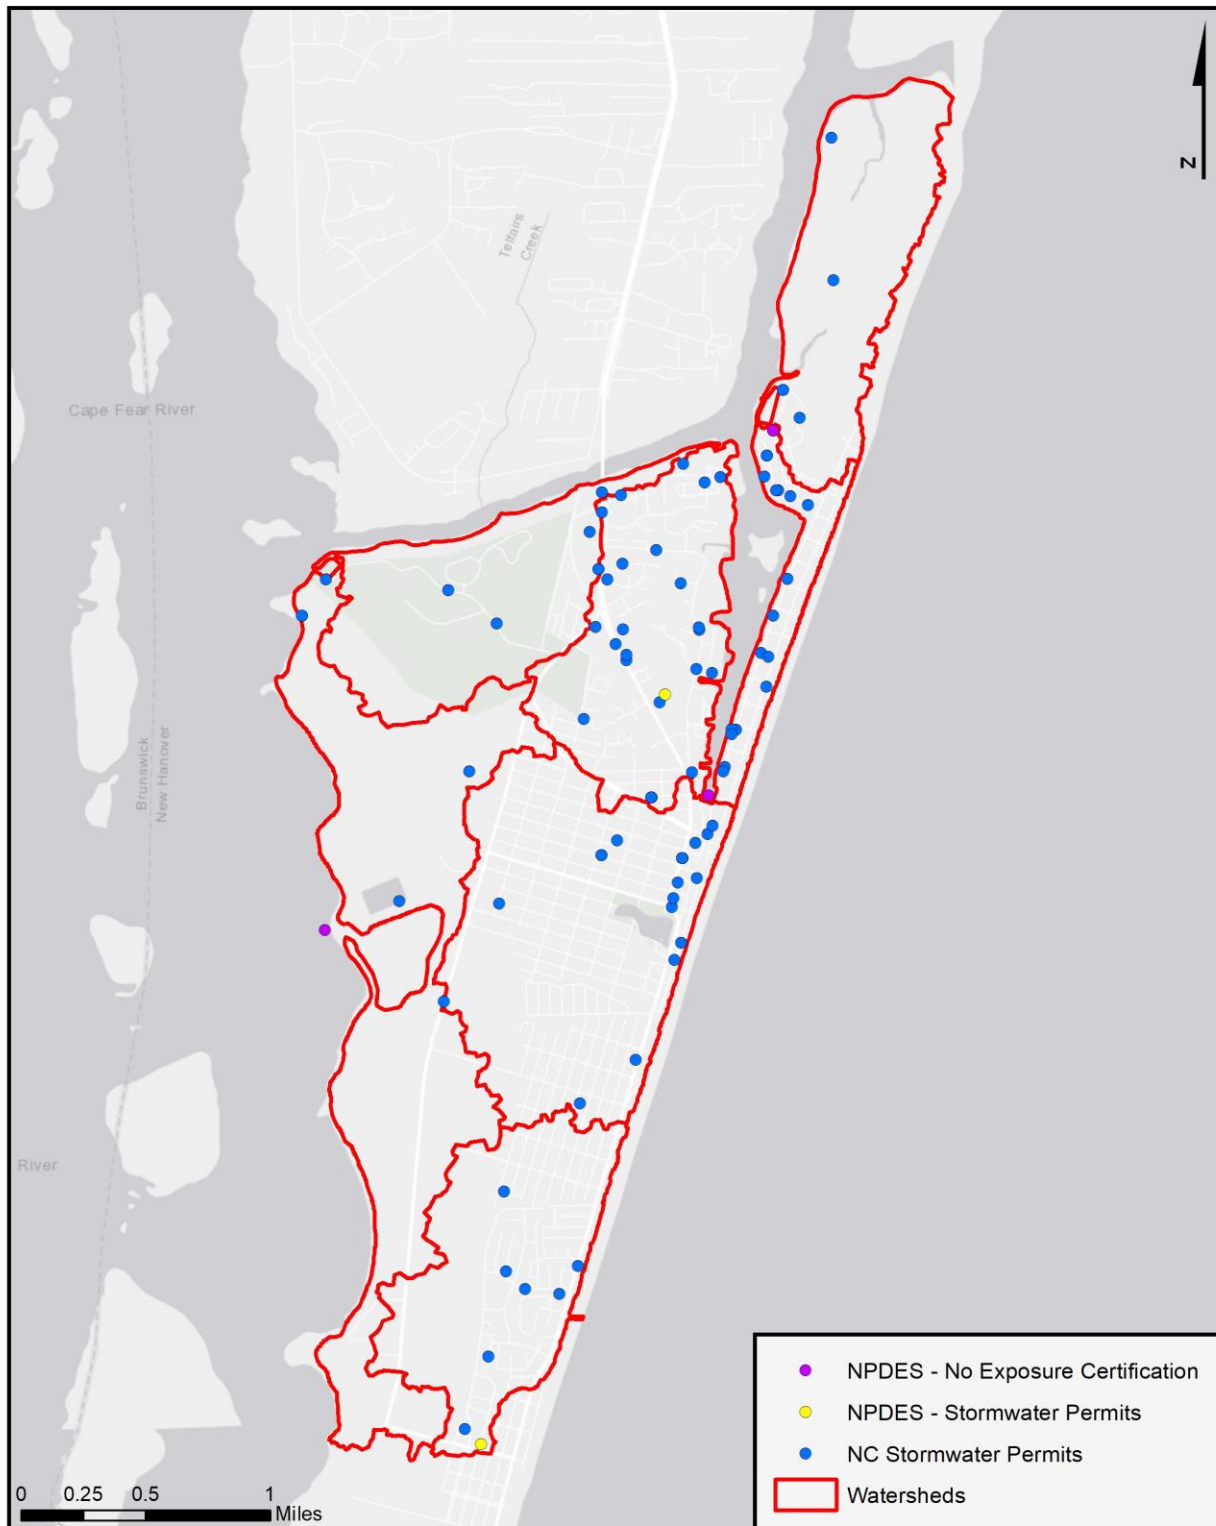 N
Telfairs
Creek
Cape Fear River
Brunswick
New Hanover
River
NPDES - No Exposure Certification
NPDES - Stormwater Permits
NC Stormwater Permits
Watersheds
0 0.25 0.5 1
Miles